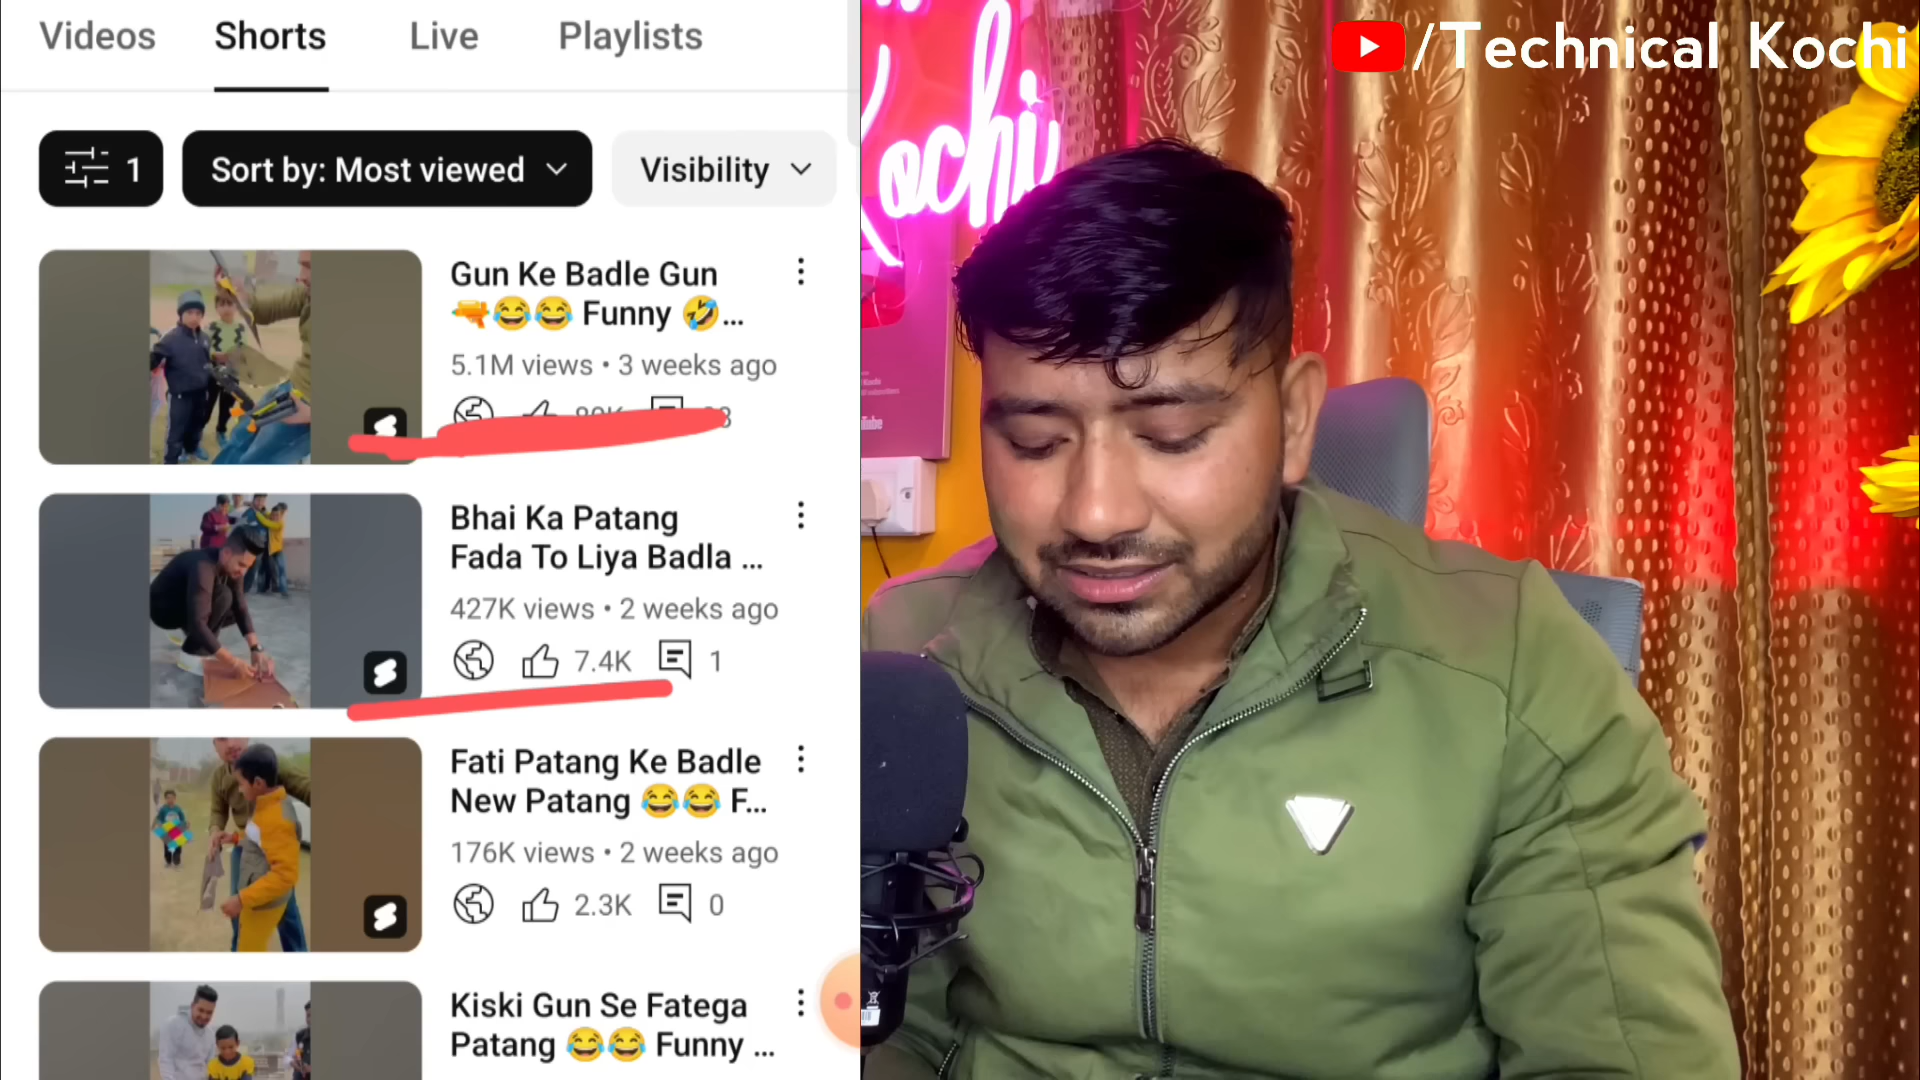 Videos Shorts Live Playlists
1 Sort by: Most viewed Visibility
Gun Ke Badle Gun
🔫😂😂 Funny 🤣...
5.1M views • 3 weeks ago
Bhai Ka Patang
Fada To Liya Badla ...
427K views • 2 weeks ago
7.4K 1
Fati Patang Ke Badle
New Patang 😂😂 F...
176K views • 2 weeks ago
2.3K 0
Kiski Gun Se Fatega
Patang 😂😂 Funny ...
/Technical Kochi
Kochi